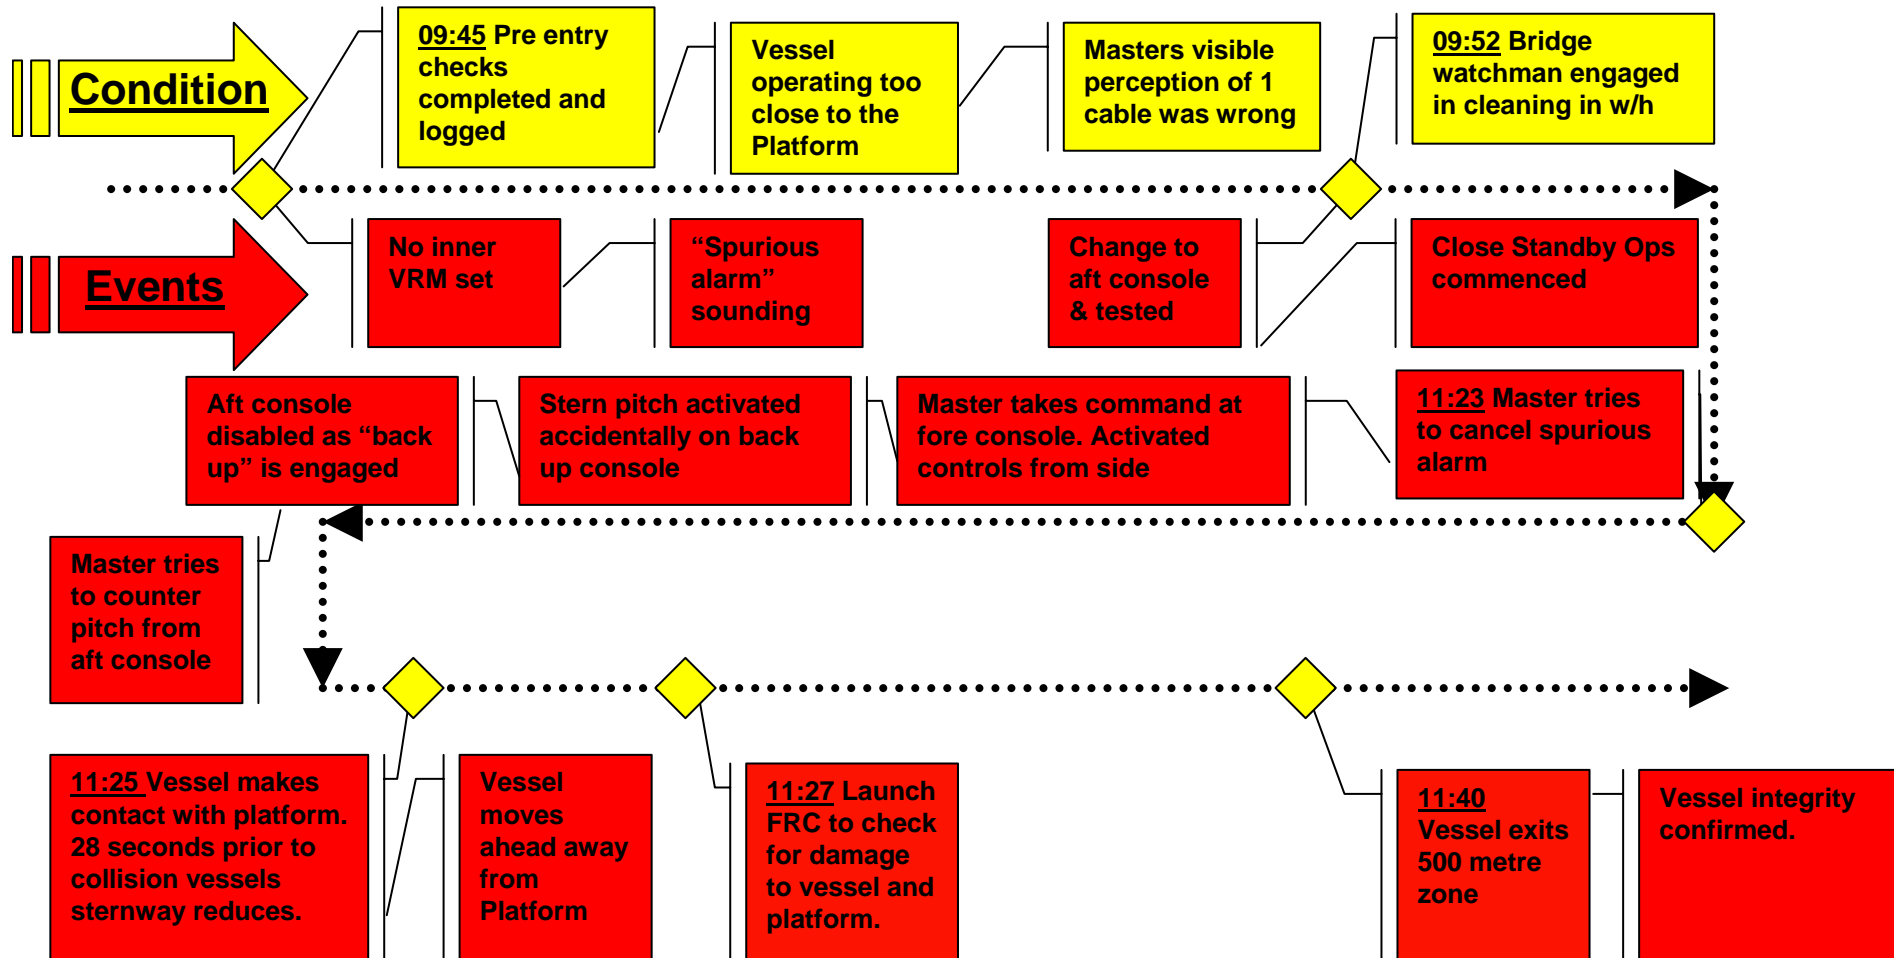 Condition
09:45 Pre entry
checks
completed and
logged
Vessel
operating too
close to the
Platform
Masters visible
perception of 1
cable was wrong
09:52 Bridge
watchman engaged
in cleaning in w/h
Events
No inner
VRM set
“Spurious
alarm”
sounding
Change to
aft console
& tested
Close Standby Ops
commenced
Aft console
disabled as “back
up” is engaged
Stern pitch activated
accidentally on back
up console
Master takes command at
fore console. Activated
controls from side
11:23 Master tries
to cancel spurious
alarm
Master tries
to counter
pitch from
aft console
11:25 Vessel makes
contact with platform.
28 seconds prior to
collision vessels
sternway reduces.
Vessel
moves
ahead away
from
Platform
11:27 Launch
FRC to check
for damage
to vessel and
platform.
11:40
Vessel exits
500 metre
zone
Vessel integrity
confirmed.